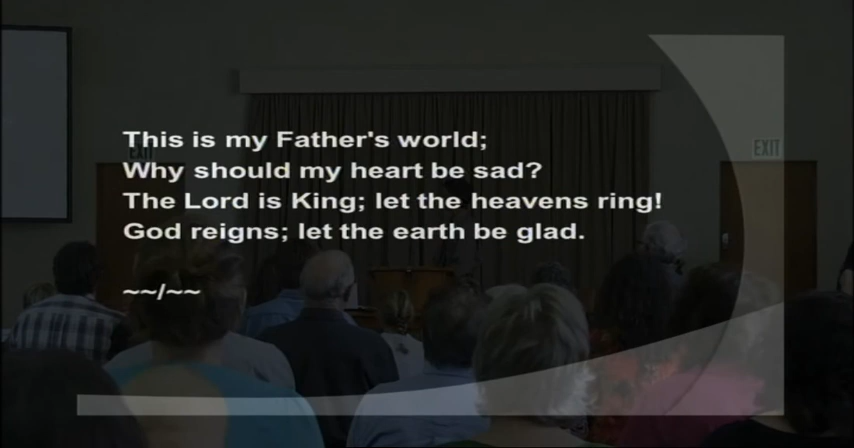 This is my Father's world;
Why should my heart be sad?
The Lord is King; let the heavens ring!
God reigns; let the earth be glad.
~~/~~
EXIT
EXIT